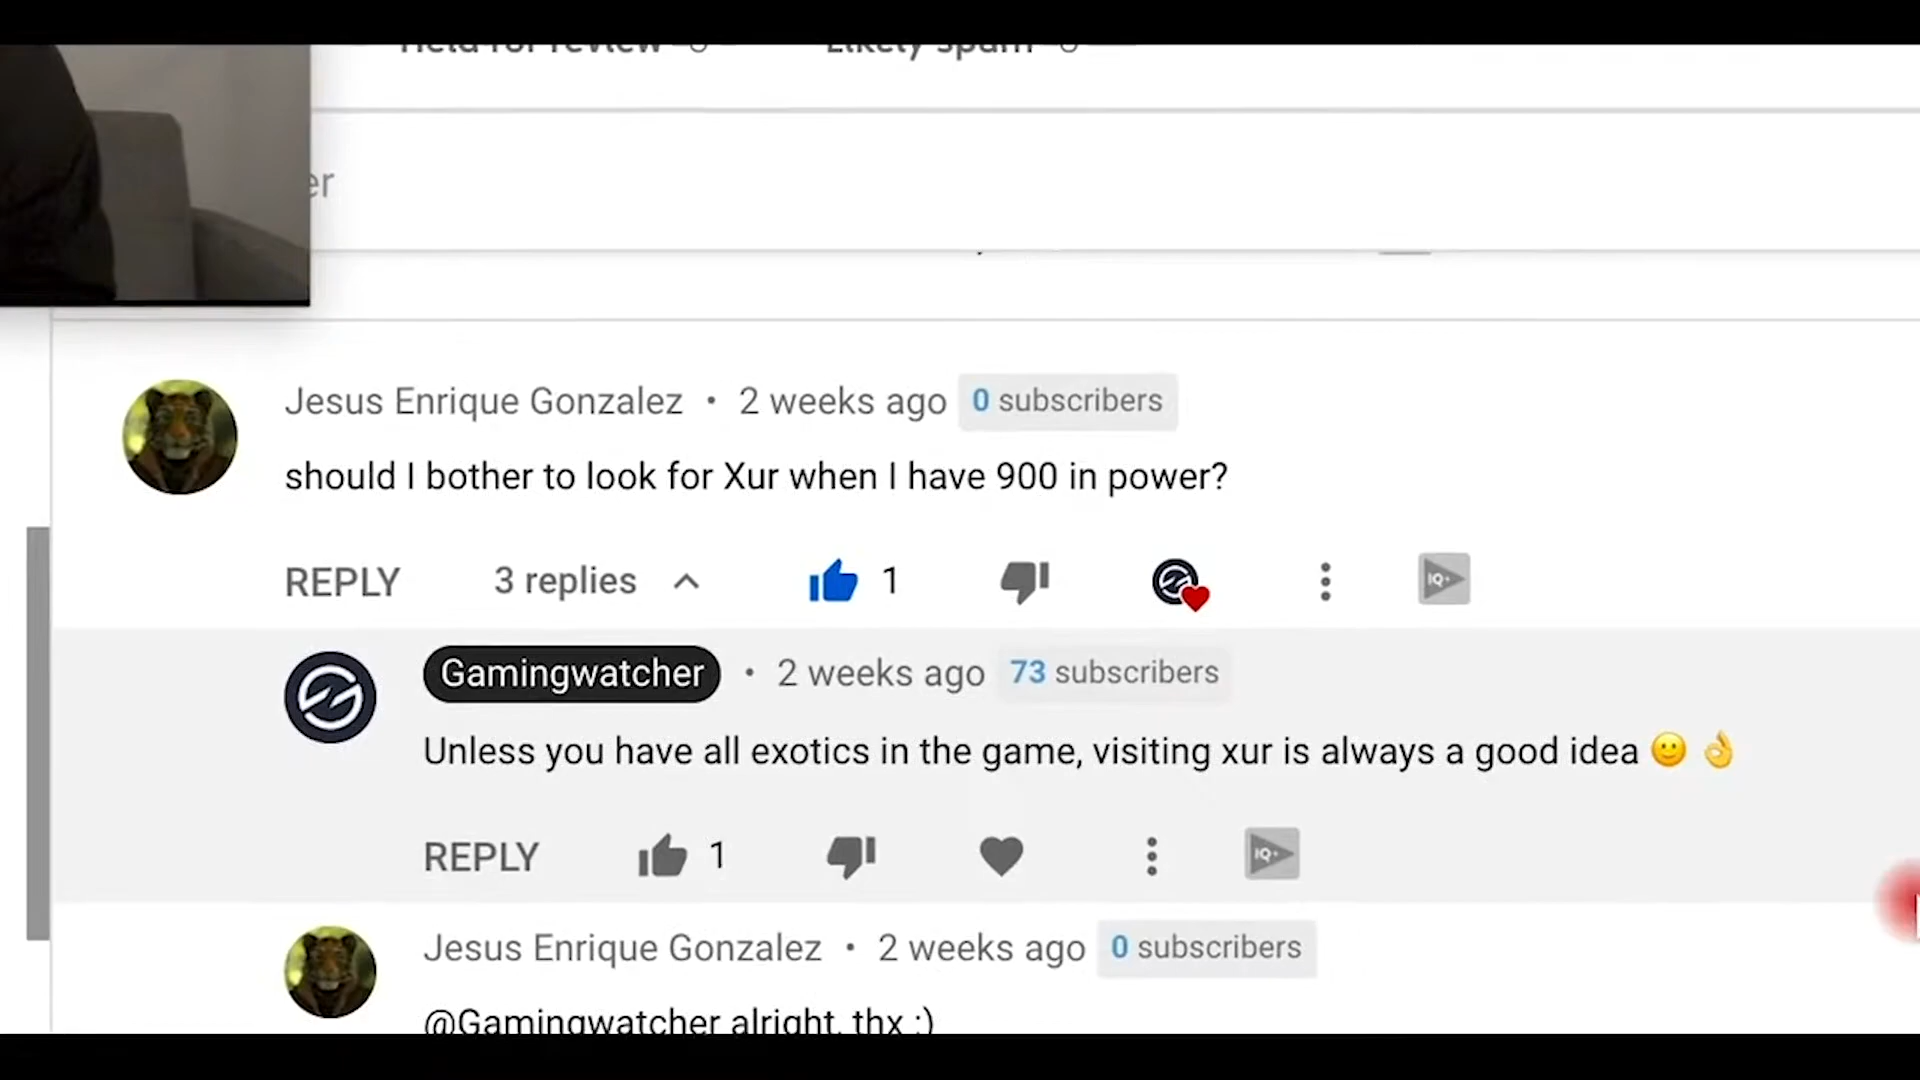 Held for review
Likely spam
er
Jesus Enrique Gonzalez • 2 weeks ago 0 subscribers
should I bother to look for Xur when I have 900 in power?
REPLY 3 replies 1 IQ+
Gamingwatcher • 2 weeks ago 73 subscribers
Unless you have all exotics in the game, visiting xur is always a good idea 🙂 👌
REPLY 1 IQ+
Jesus Enrique Gonzalez • 2 weeks ago 0 subscribers
@Gamingwatcher alright, thx :)